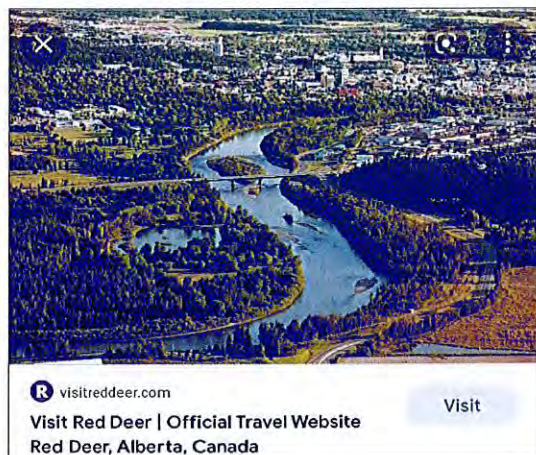 R visitreddeer.com
Visit
Visit Red Deer | Official Travel Website
Red Deer, Alberta, Canada